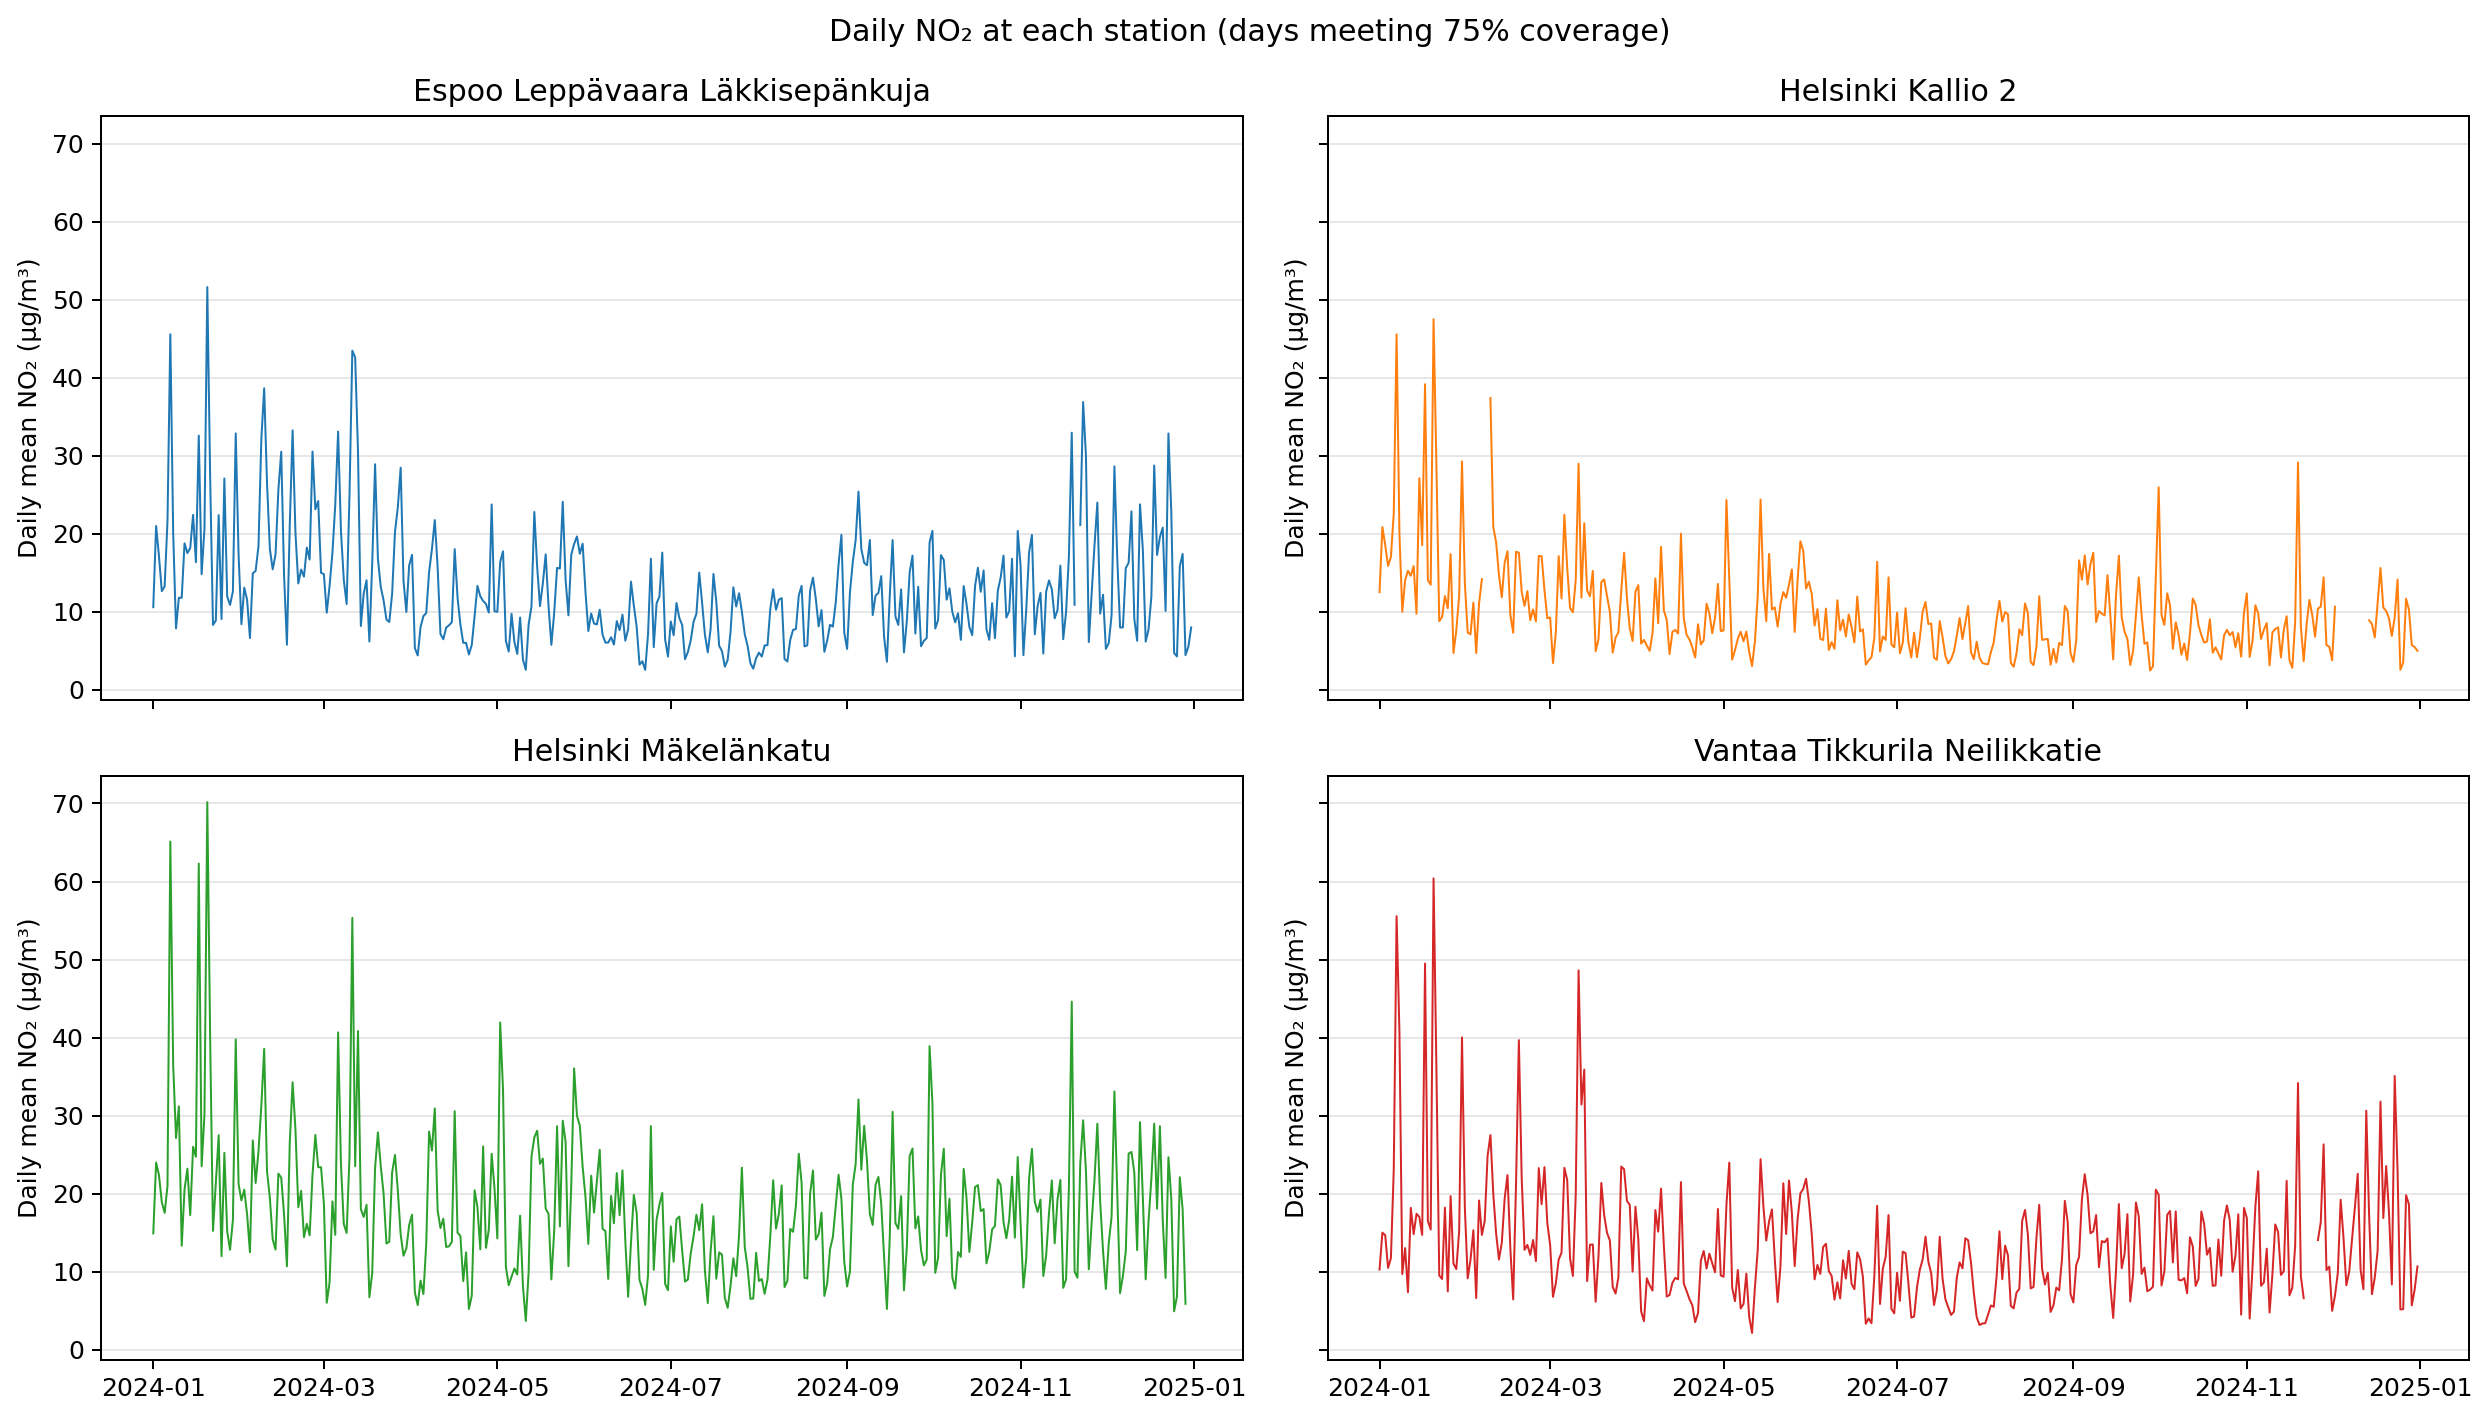 Daily NO₂ at each station (days meeting 75% coverage)
Espoo Leppävaara Läkkisepänkuja
Daily mean NO₂ (µg/m³)
70
60
50
40
30
20
10
0
Helsinki Kallio 2
Daily mean NO₂ (µg/m³)
Helsinki Mäkelänkatu
Daily mean NO₂ (µg/m³)
70
60
50
40
30
20
10
0
2024-01 2024-03 2024-05 2024-07 2024-09 2024-11 2025-01
Vantaa Tikkurila Neilikkatie
Daily mean NO₂ (µg/m³)
2024-01 2024-03 2024-05 2024-07 2024-09 2024-11 2025-01